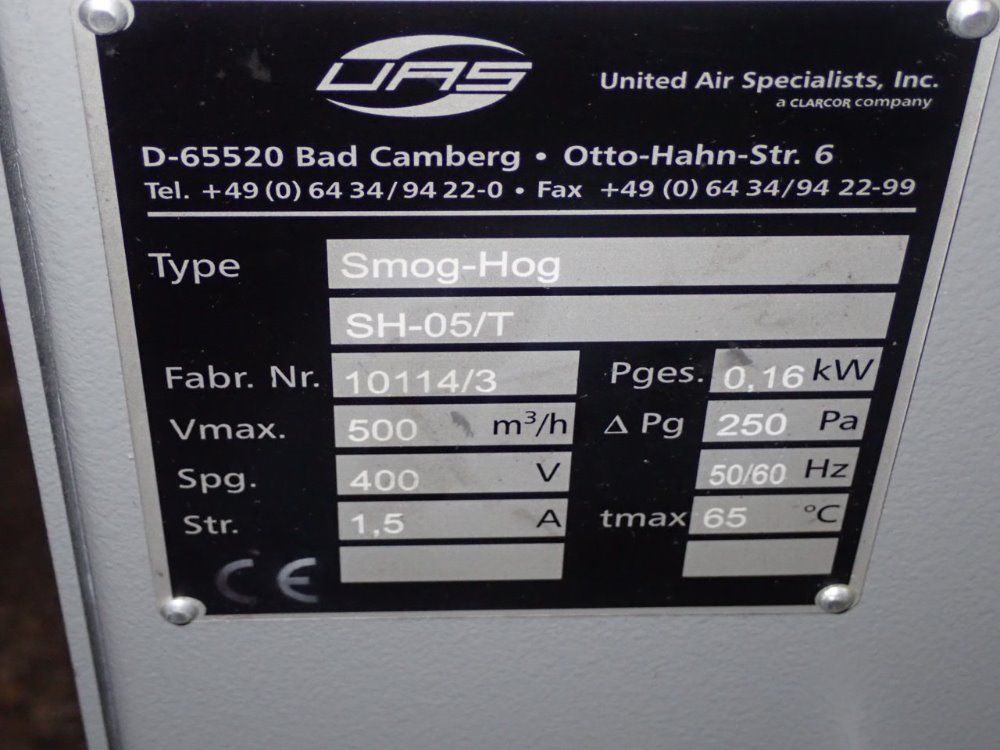 UAS
United Air Specialists, Inc.
a CLARCOR company
D-65520 Bad Camberg • Otto-Hahn-Str. 6
Tel. +49 (0) 64 34/94 22-0 • Fax +49 (0) 64 34/94 22-99
Type Smog-Hog
SH-05/T
Fabr. Nr. 10114/3 Pges. 0,16 kW
Vmax. 500 m³/h Δ Pg 250 Pa
Spg. 400 V 50/60 Hz
Str. 1,5 A tmax 65 °C
CE